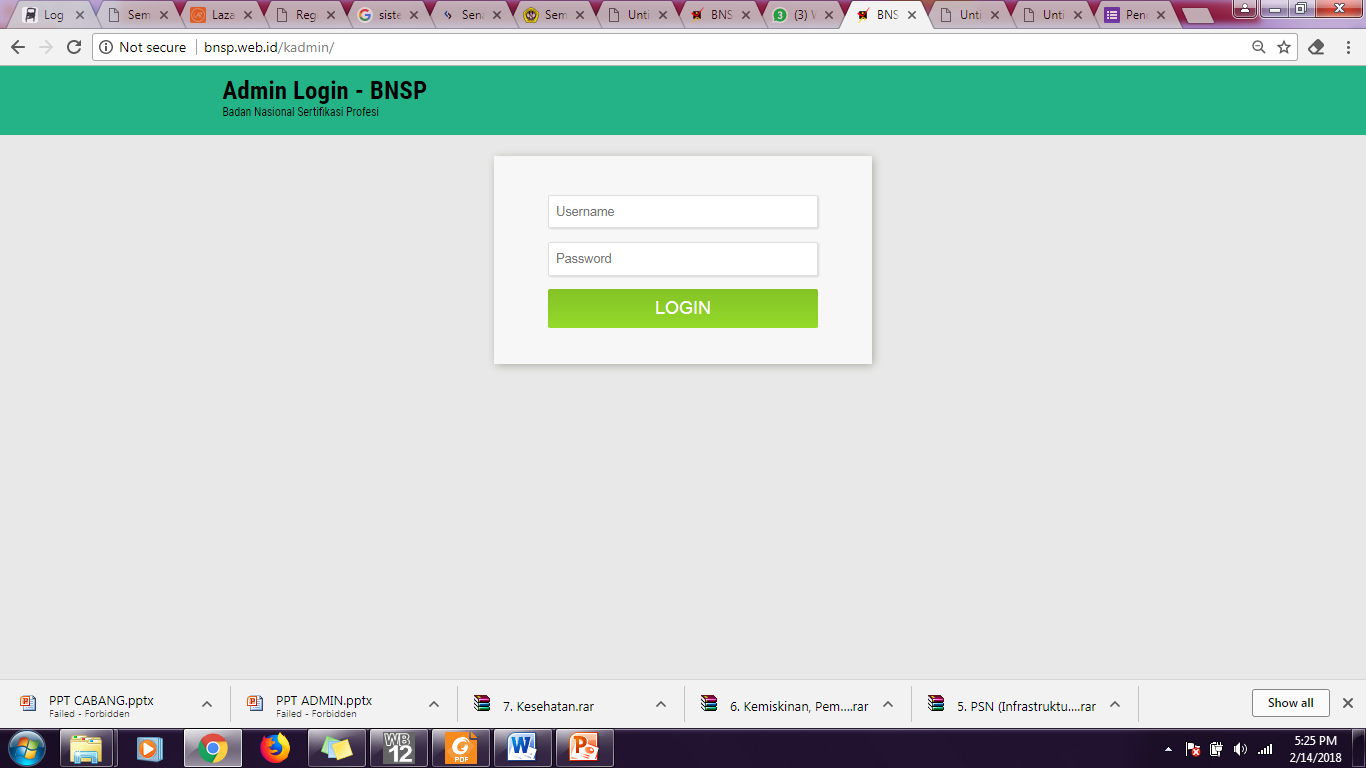 Log
Sem
Laza
Regi
siste
Sena
Sem
Unti
BNS
(3) W
BNS
Unti
Unti
Pen
Not secure
bnsp.web.id/kadmin/
Admin Login - BNSP
Badan Nasional Sertifikasi Profesi
Username
Password
LOGIN
PPT CABANG.pptx
Failed - Forbidden
PPT ADMIN.pptx
Failed - Forbidden
7. Kesehatan.rar
6. Kemiskinan, Pem....rar
5. PSN (Infrastruktu....rar
Show all
WB
12
PDF
5:25 PM
2/14/2018